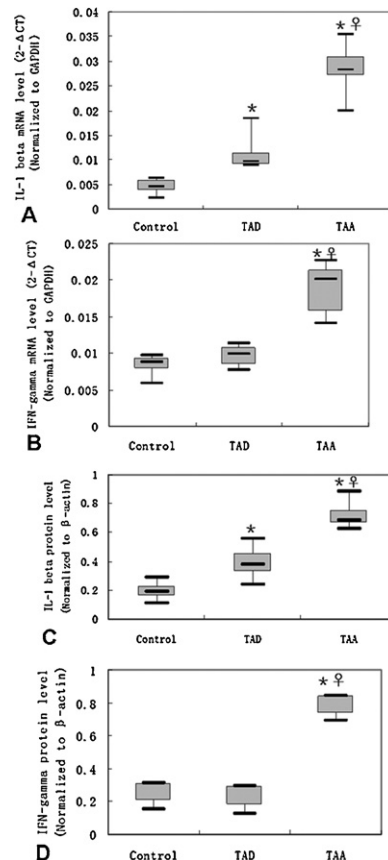 IL-1 beta mRNA level (2-ΔCT)
(Normalized to GAPDH)
0.04
0.035
0.03
0.025
0.02
0.015
0.01
0.005
0
*
* ♀
Control TAD TAA
A
IFN-gamma mRNA level (2-ΔCT)
(Normalized to GAPDH)
0.025
0.02
0.015
0.01
0.005
0
* ♀
Control TAD TAA
B
IL-1 beta protein level
(Normalized to β-actin)
1
0.8
0.6
0.4
0.2
0
*
* ♀
Control TAD TAA
C
IFN-gamma protein level
(Normalized to β-actin)
1
0.8
0.6
0.4
0.2
0
* ♀
Control TAD TAA
D